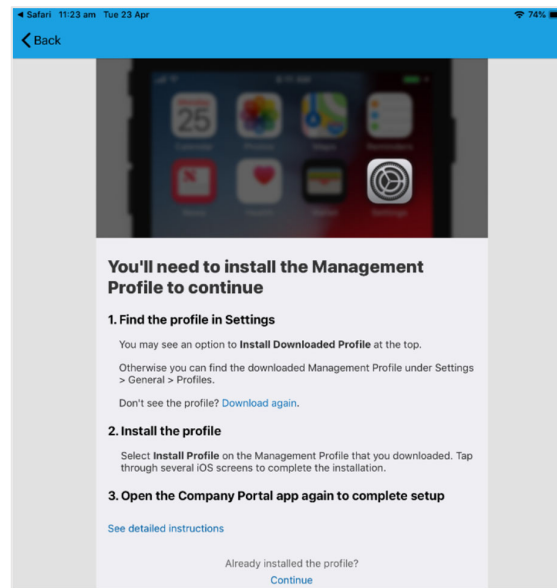 Safari 11:23 am Tue 23 Apr 74%
Back
25
You'll need to install the Management
Profile to continue
1. Find the profile in Settings
You may see an option to Install Downloaded Profile at the top.
Otherwise you can find the downloaded Management Profile under Settings
> General > Profiles.
Don't see the profile? Download again.
2. Install the profile
Select Install Profile on the Management Profile that you downloaded. Tap
through several iOS screens to complete the installation.
3. Open the Company Portal app again to complete setup
See detailed instructions
Already installed the profile?
Continue